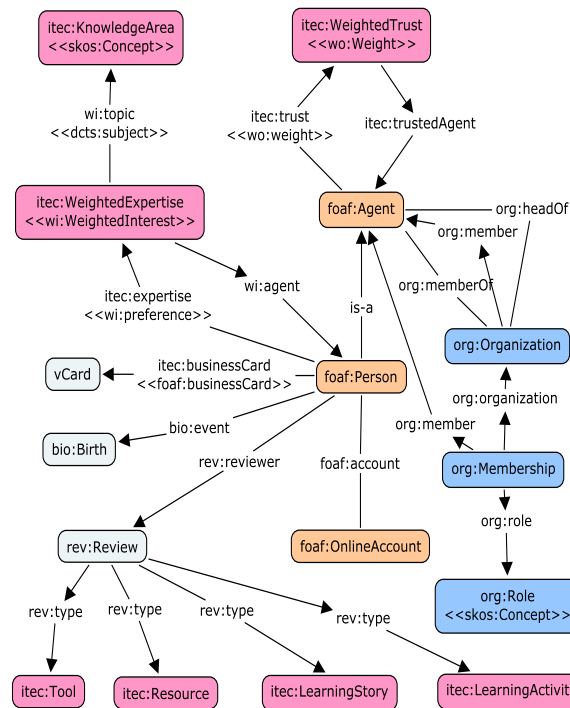 itec:KnowledgeArea
<<skos:Concept>>
itec:WeightedTrust
<<wo:Weight>>
wi:topic
<<dcts:subject>>
itec:trust
<<wo:weight>>
itec:trustedAgent
itec:WeightedExpertise
<<wi:WeightedInterest>>
foaf:Agent
org:headOf
org:member
org:memberOf
wi:agent
itec:expertise
<<wi:preference>>
is-a
org:Organization
itec:businessCard
<<foaf:businessCard>>
vCard
foaf:Person
org:organization
org:member
bio:event
bio:Birth
rev:reviewer
foaf:account
org:Membership
org:role
rev:Review
foaf:OnlineAccount
org:Role
<<skos:Concept>>
rev:type
rev:type
rev:type
rev:type
itec:Tool
itec:Resource
itec:LearningStory
itec:LearningActivit